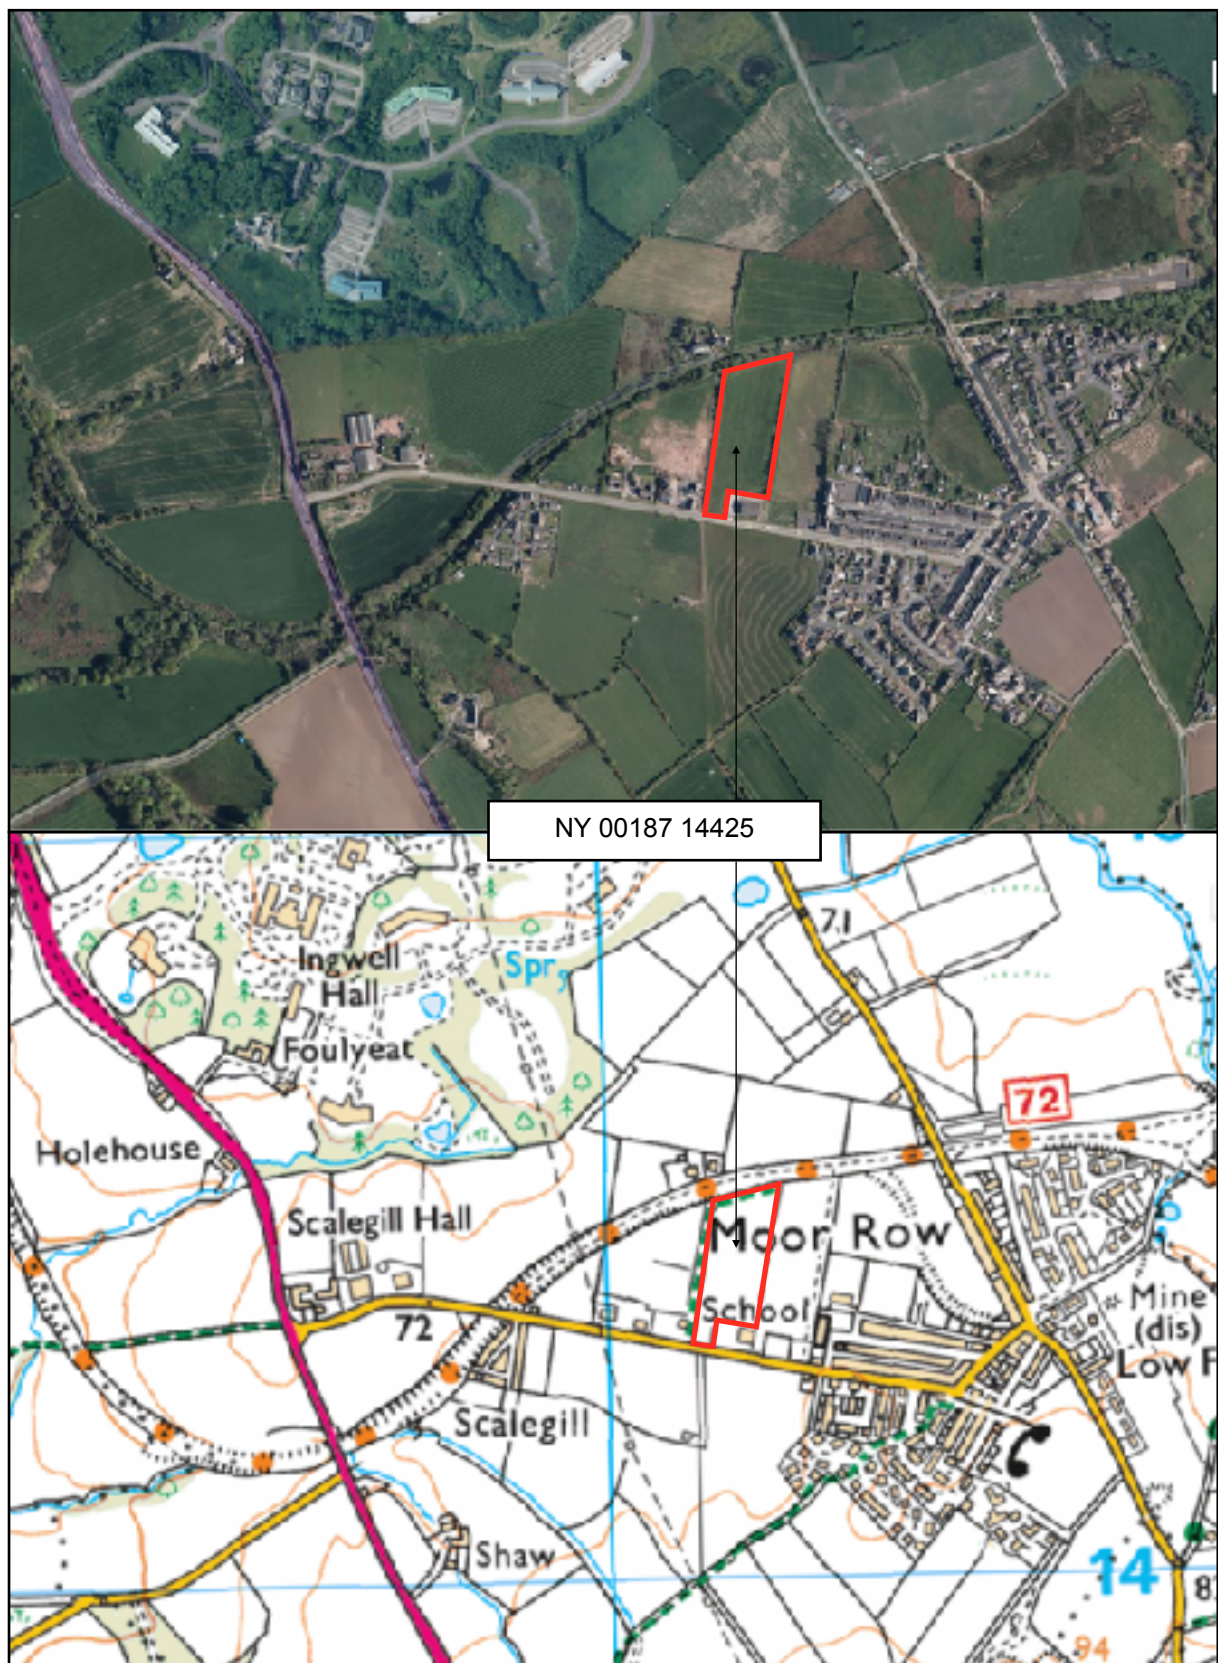 NY 00187 14425
71
Ingwell
Hall
Spr
Foulyeat
72
Holehouse
Scalegill Hall
Moor Row
School
Mine
(dis)
Low F
72
Scalegill
Shaw
14
8
94